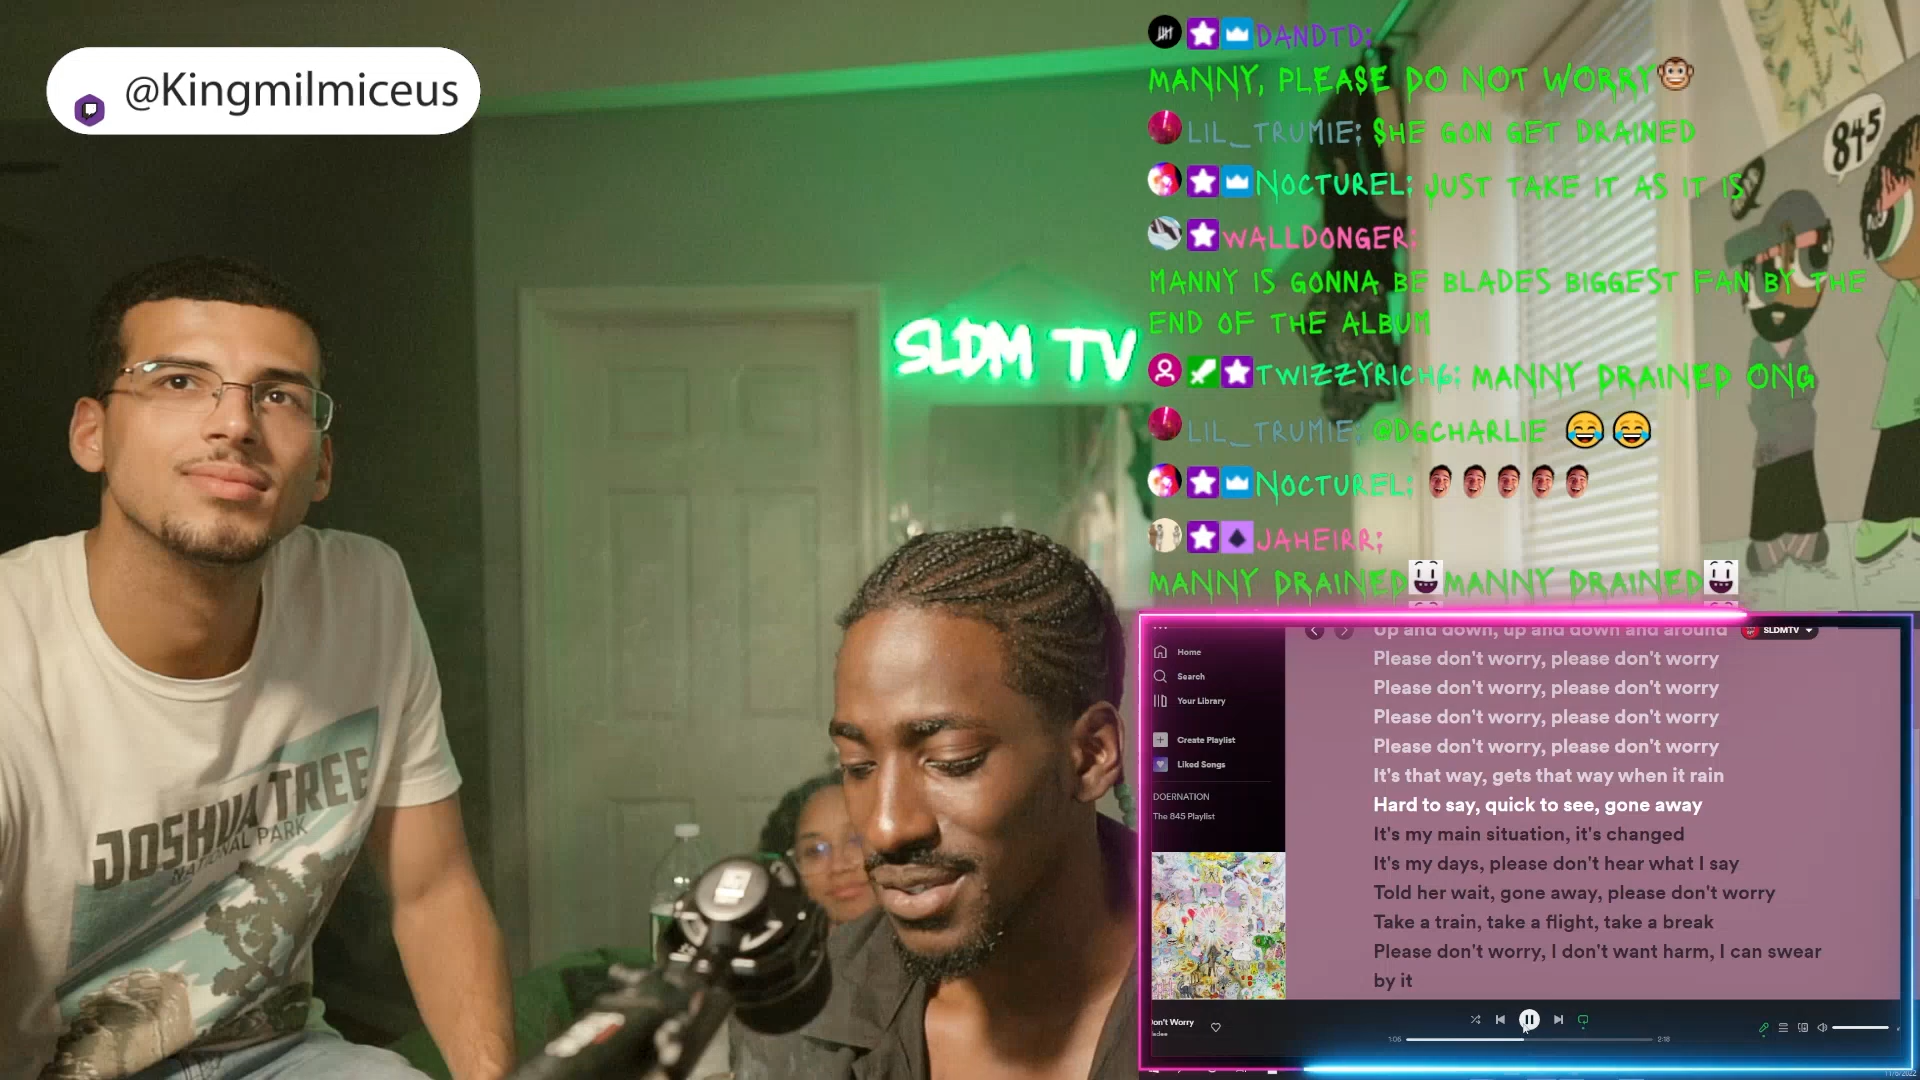 @Kingmilmiceus
DANDTD:
MANNY, PLEASE DO NOT WORRY
LIL_TRUMIE: SHE GON GET DRAINED
NOCTUREL: JUST TAKE IT AS IT IS
WALLDONGER:
MANNY IS GONNA BE BLADES BIGGEST FAN BY THE
END OF THE ALBUM
TWIZZYRICH6: MANNY DRAINED ONG
LIL_TRUMIE: @DGCHARLIE
NOCTUREL:
JAHEIRR:
MANNY DRAINED MANNY DRAINED
845
SLDM TV
JOSHUA TREE
NATIONAL PARK
Up and down, up and down and around
SLDMTV
Home
Search
Your Library
Create Playlist
Liked Songs
DOERNATION
The 845 Playlist
Please don't worry, please don't worry
Please don't worry, please don't worry
Please don't worry, please don't worry
Please don't worry, please don't worry
It's that way, gets that way when it rain
Hard to say, quick to see, gone away
It's my main situation, it's changed
It's my days, please don't hear what I say
Told her wait, gone away, please don't worry
Take a train, take a flight, take a break
Please don't worry, I don't want harm, I can swear
by it
Don't Worry
1:06
2:18